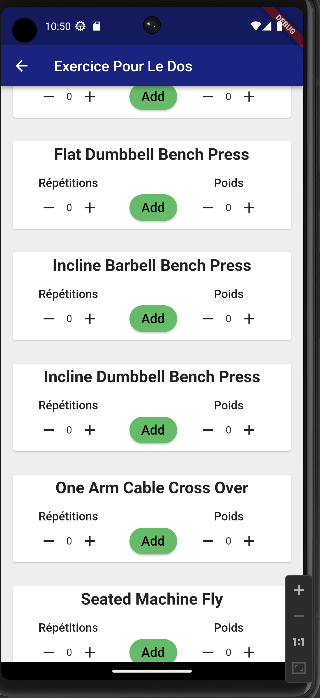 10:50
DEBUG
Exercice Pour Le Dos
− 0 + Add − 0 +
Flat Dumbbell Bench Press
Répétitions Poids
− 0 + Add − 0 +
Incline Barbell Bench Press
Répétitions Poids
− 0 + Add − 0 +
Incline Dumbbell Bench Press
Répétitions Poids
− 0 + Add − 0 +
One Arm Cable Cross Over
Répétitions Poids
− 0 + Add − 0 +
Seated Machine Fly
Répétitions Poids
− 0 + Add − 0 +
1:1